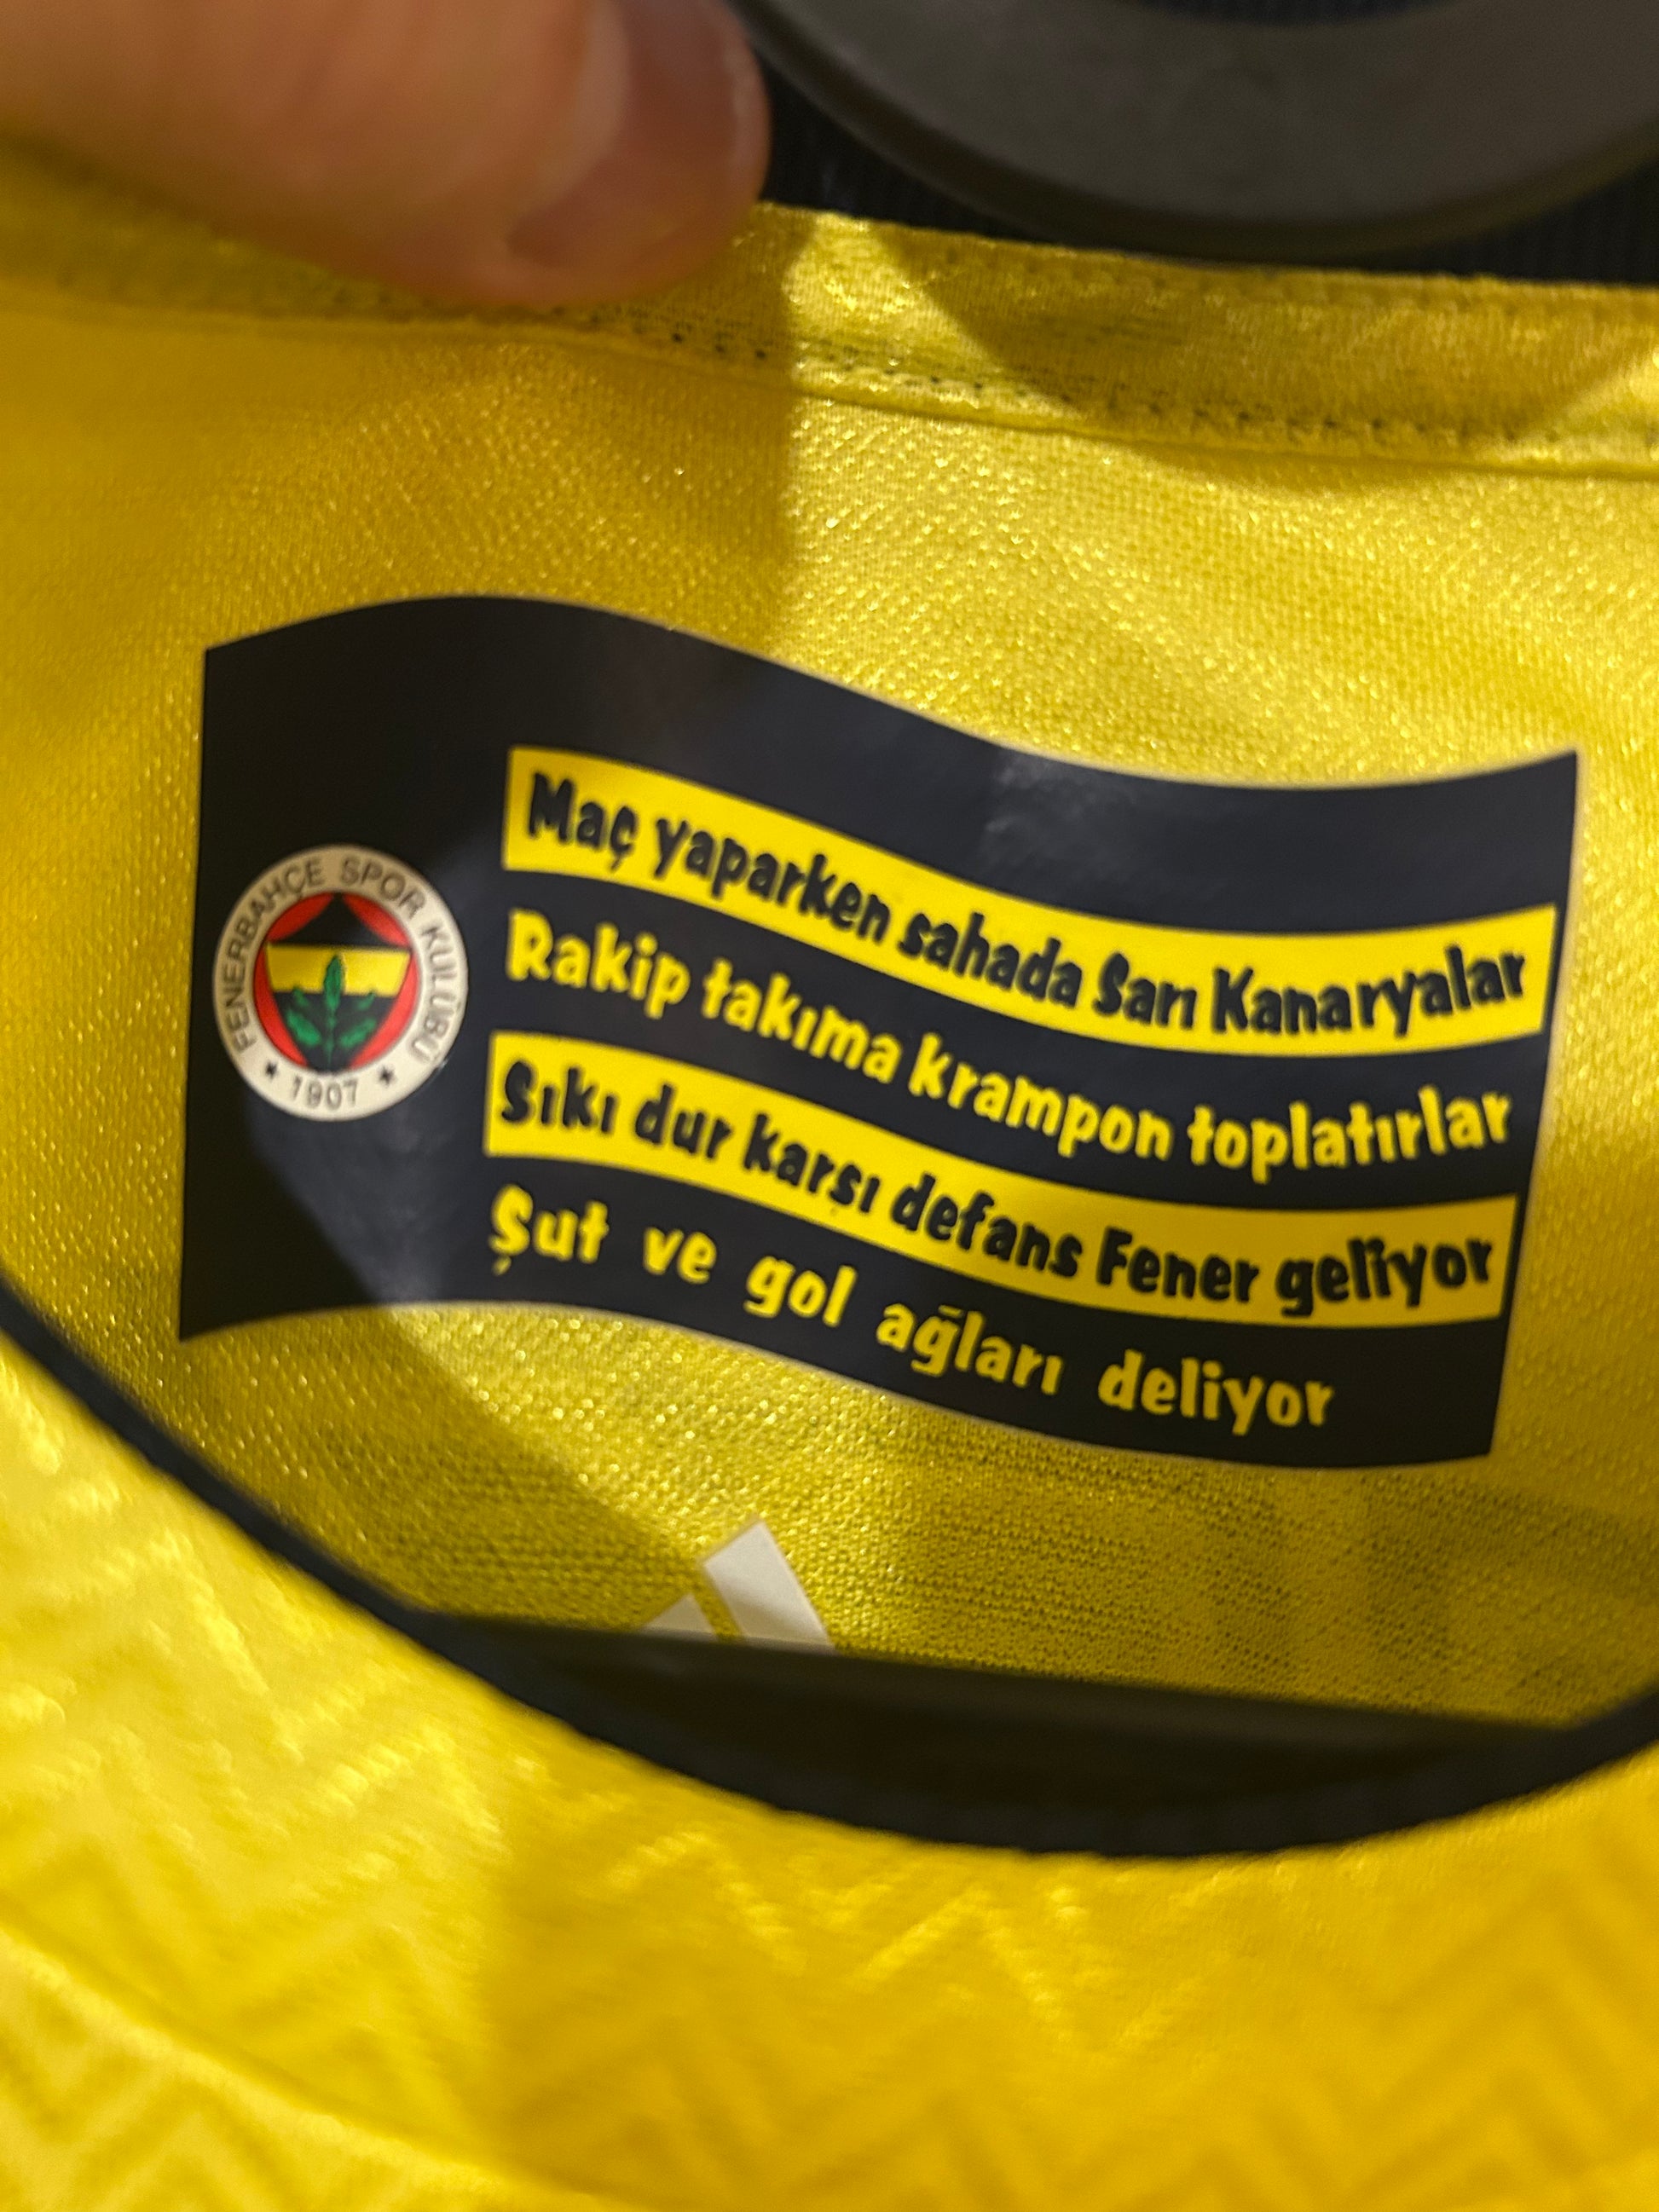 FENERBAHÇE SPOR KULÜBÜ
★ 1907 ★
Maç yaparken sahada Sarı Kanaryalar
Rakip takıma krampon toplatırlar
Sıkı dur karsı defans Fener geliyor
Şut ve gol ağları deliyor